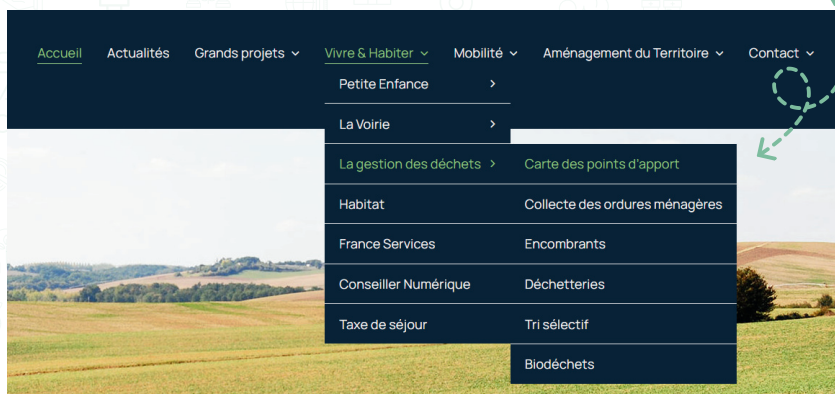 Accueil Actualités Grands projets Vivre & Habiter Mobilité Aménagement du Territoire Contact
Petite Enfance
La Voirie
La gestion des déchets
Habitat
France Services
Conseiller Numérique
Taxe de séjour
Carte des points d'apport
Collecte des ordures ménagères
Encombrants
Déchetteries
Tri sélectif
Biodéchets